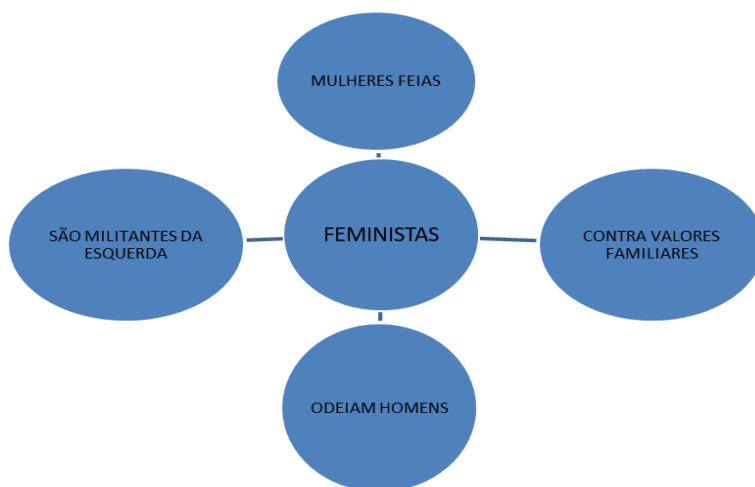 MULHERES FEIAS
SÃO MILITANTES DA
ESQUERDA
FEMINISTAS
CONTRA VALORES
FAMILIARES
ODEIAM HOMENS